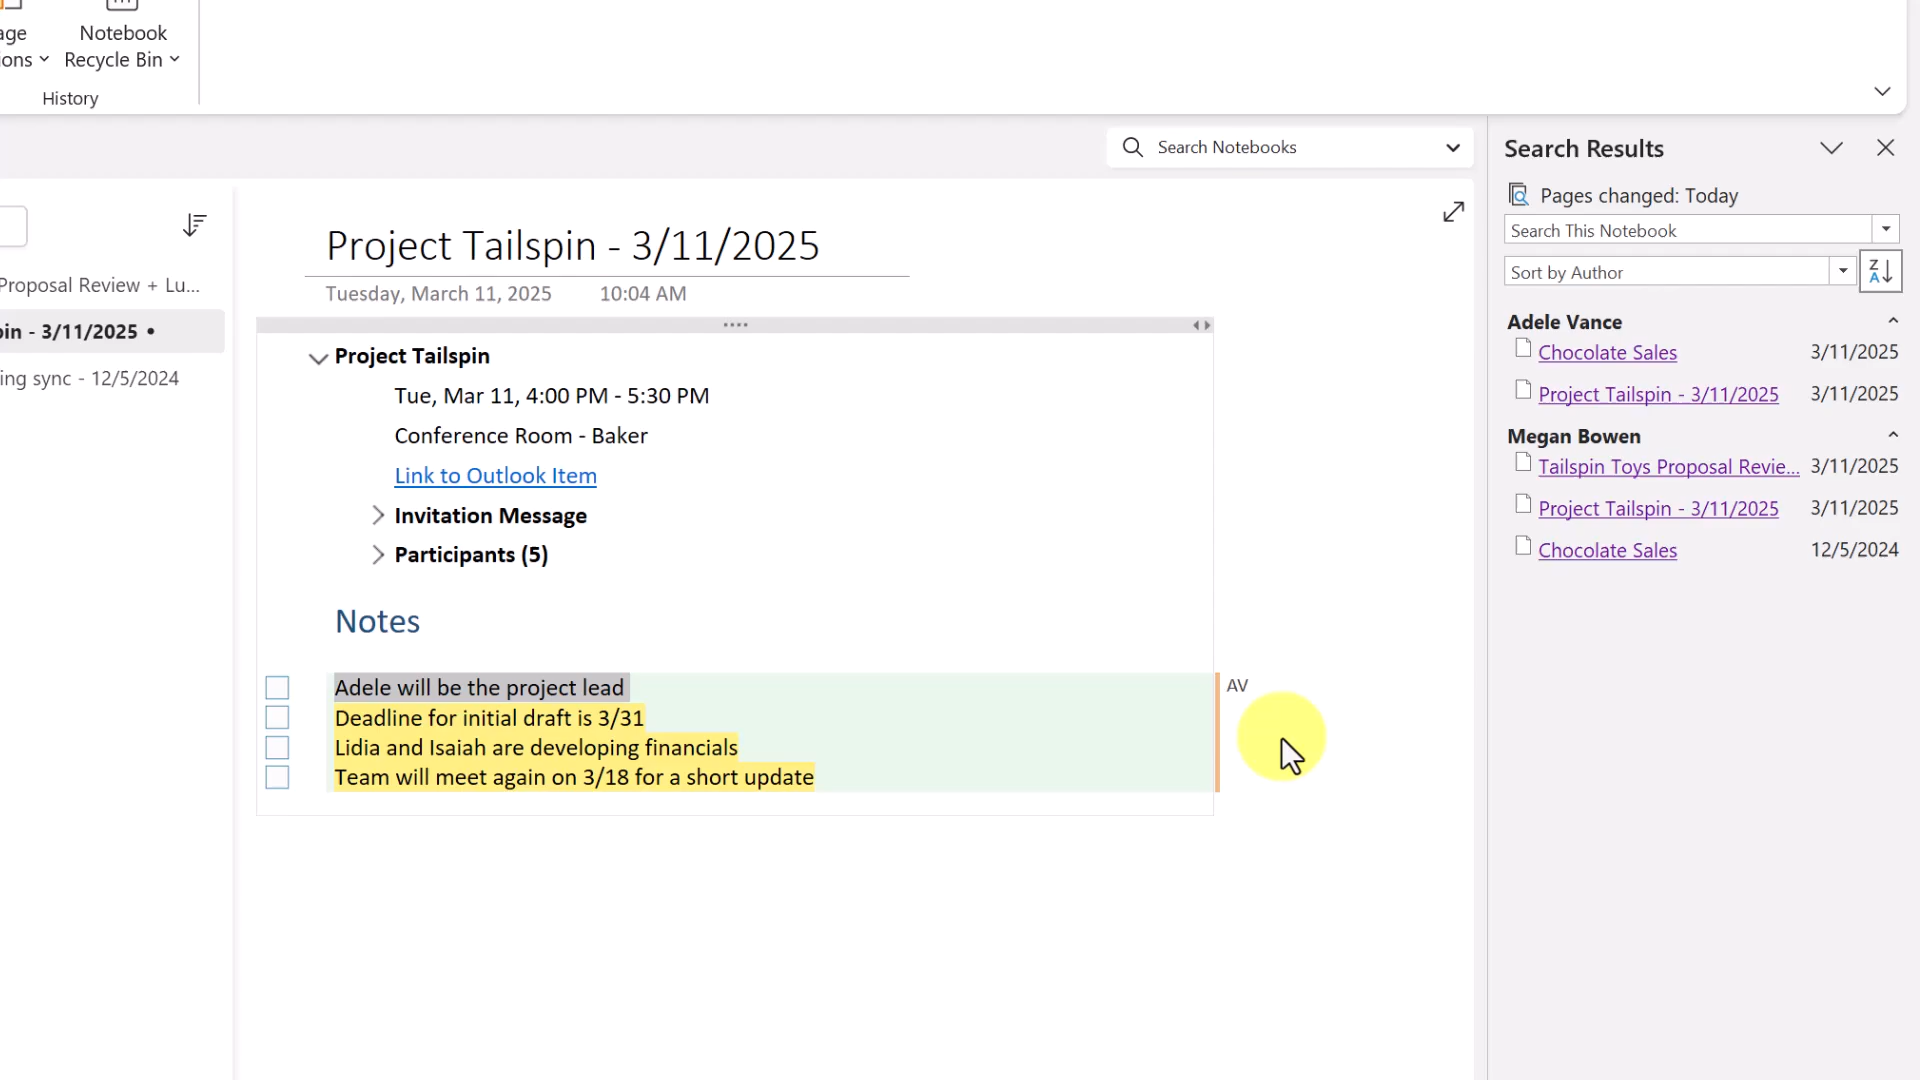 age
Notebook
ions
Recycle Bin
History
Search Notebooks
Proposal Review + Lu...
pin - 3/11/2025 •
ing sync - 12/5/2024
Project Tailspin - 3/11/2025
Tuesday, March 11, 2025 10:04 AM
Project Tailspin
Tue, Mar 11, 4:00 PM - 5:30 PM
Conference Room - Baker
Link to Outlook Item
Invitation Message
Participants (5)
Notes
Adele will be the project lead
Deadline for initial draft is 3/31
Lidia and Isaiah are developing financials
Team will meet again on 3/18 for a short update
AV
Search Results
Pages changed: Today
Search This Notebook
Sort by Author
Z
A
Adele Vance
Chocolate Sales 3/11/2025
Project Tailspin - 3/11/2025 3/11/2025
Megan Bowen
Tailspin Toys Proposal Revie... 3/11/2025
Project Tailspin - 3/11/2025 3/11/2025
Chocolate Sales 12/5/2024